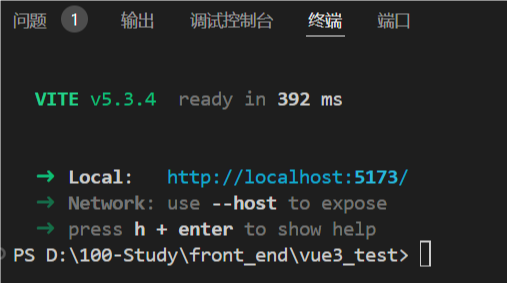 问题 1 输出 调试控制台 终端 端口
VITE v5.3.4 ready in 392 ms
➜ Local: http://localhost:5173/
➜ Network: use --host to expose
➜ press h + enter to show help
PS D:\100-Study\front_end\vue3_test>